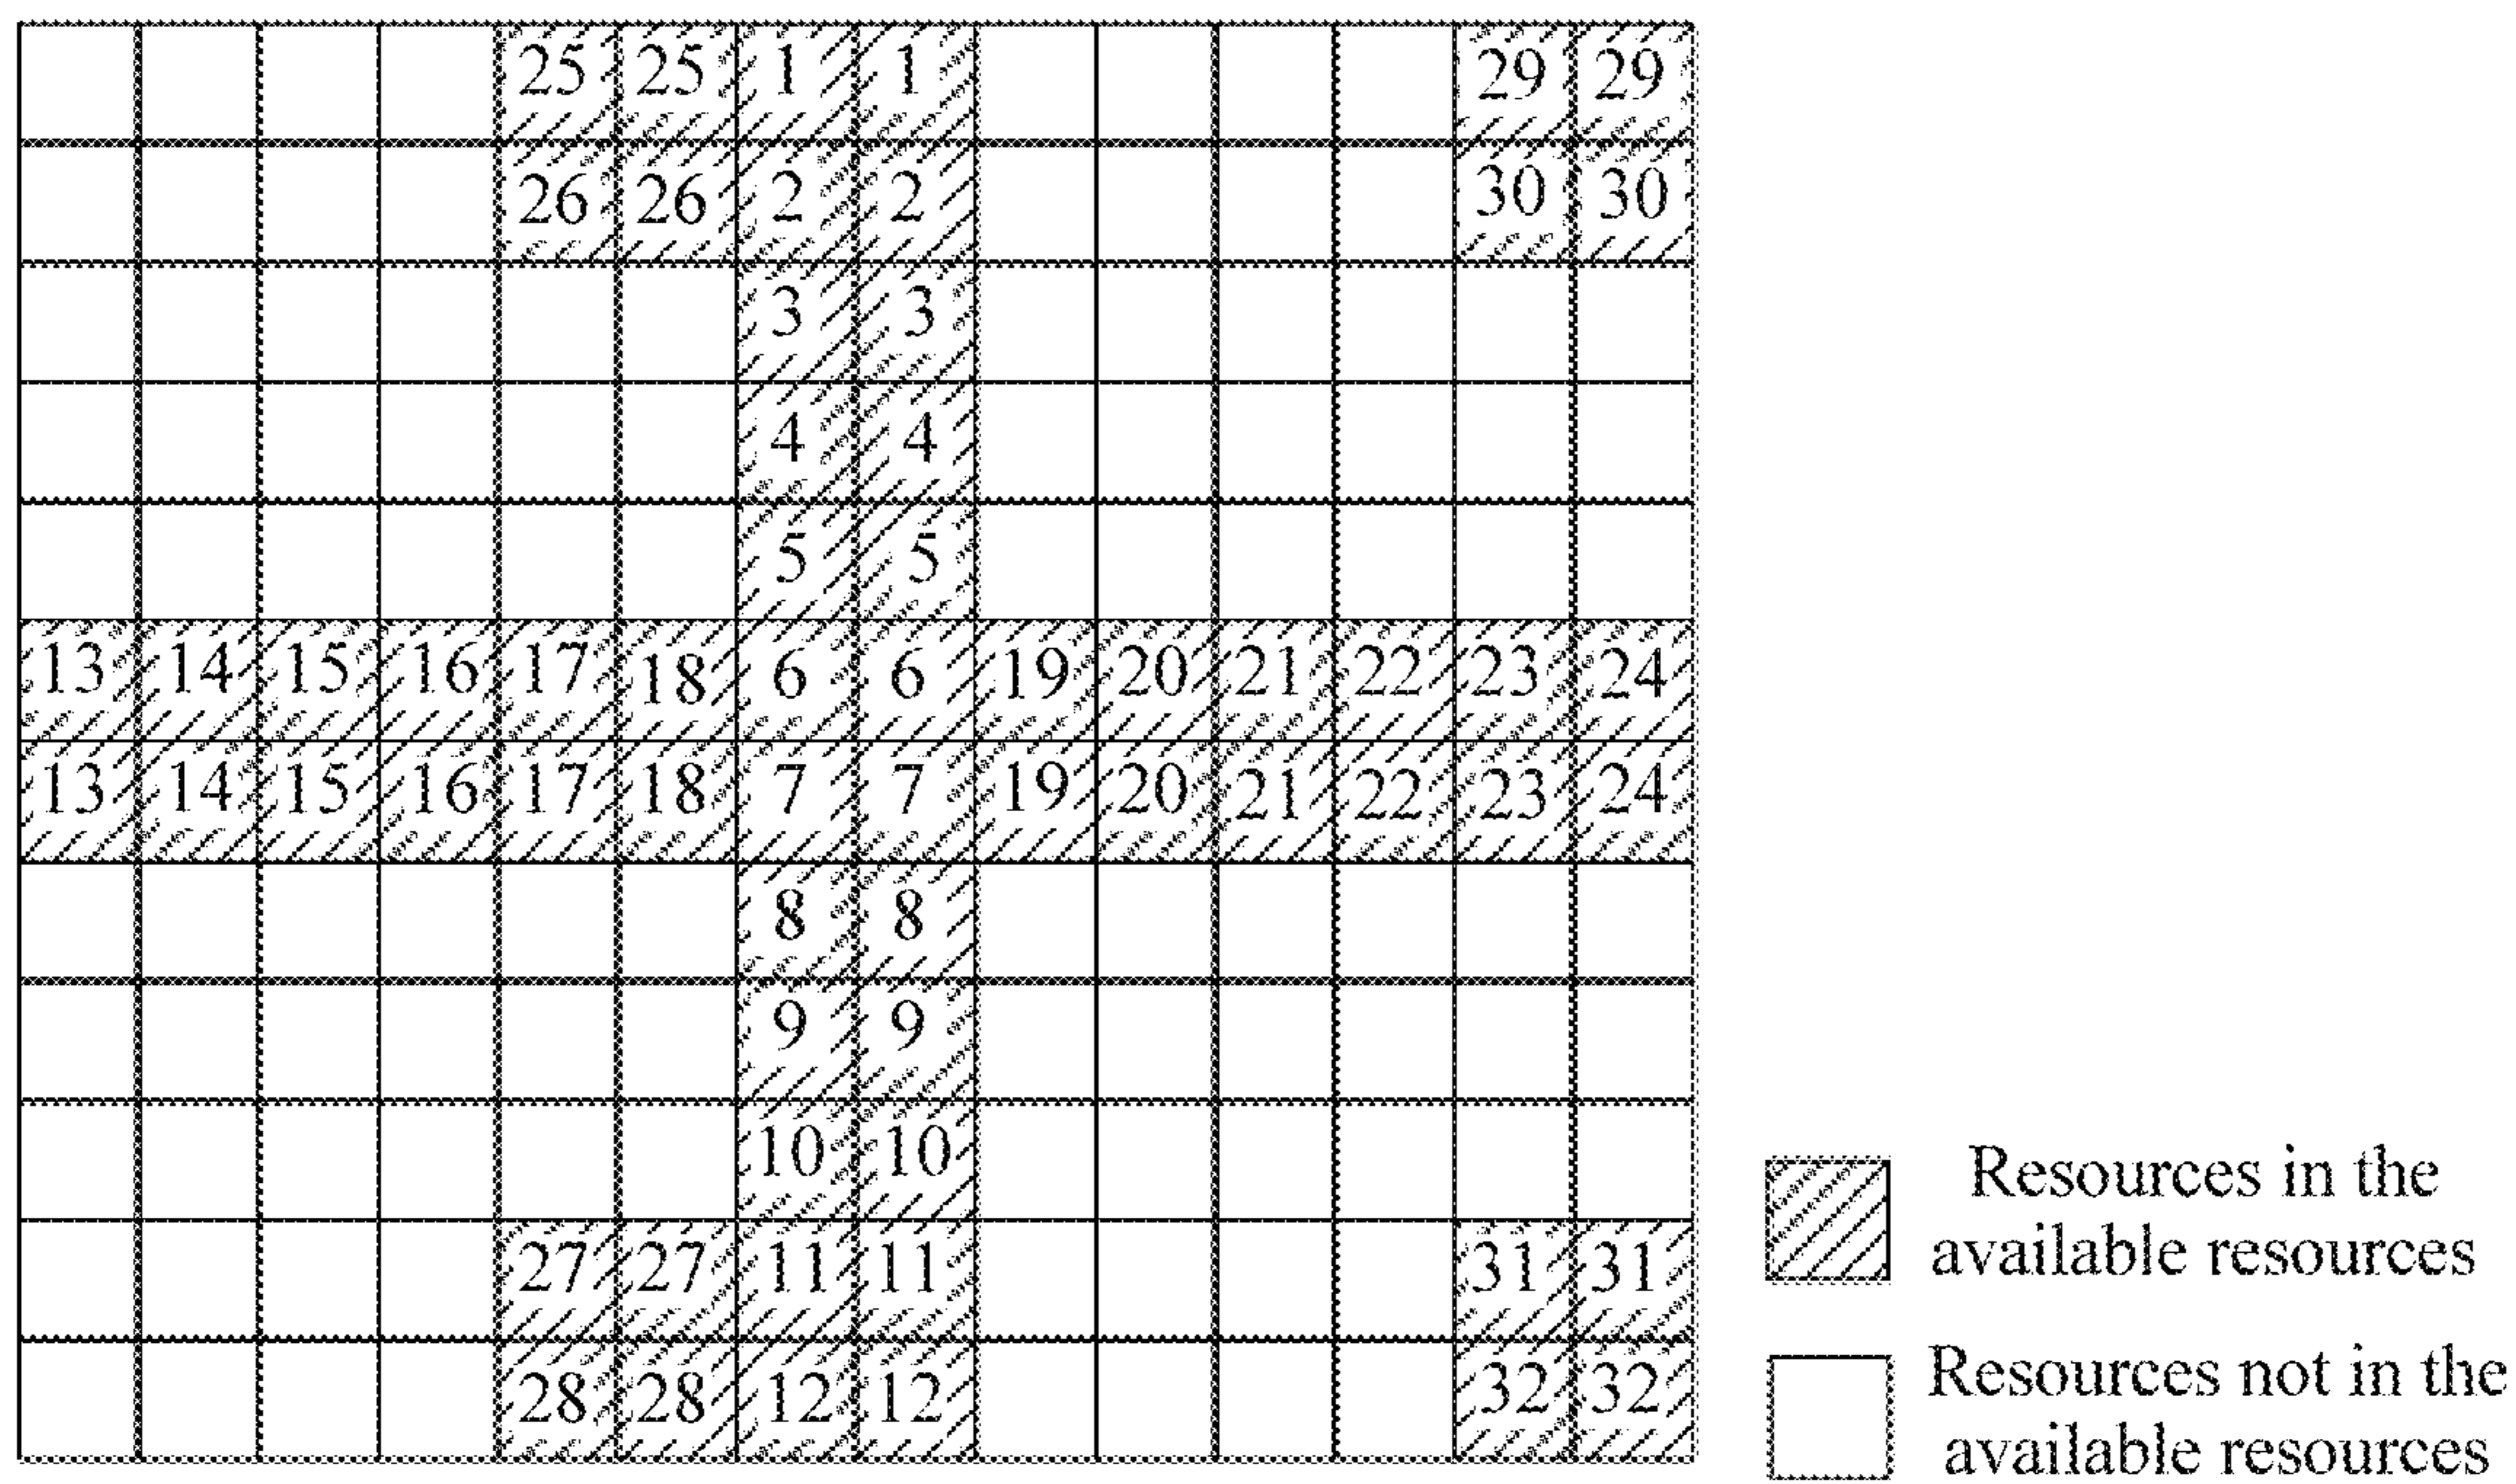 25 25 1 1 29 29
26 26 2 2 30 30
3 3
4 4
5 5
13 14 15 16 17 18 6 6 19 20 21 22 23 24
13 14 15 16 17 18 7 7 19 20 21 22 23 24
8 8
9 9
10 10
27 27 11 11 31 31
28 28 12 12 32 32
Resources in the
available resources
Resources not in the
available resources